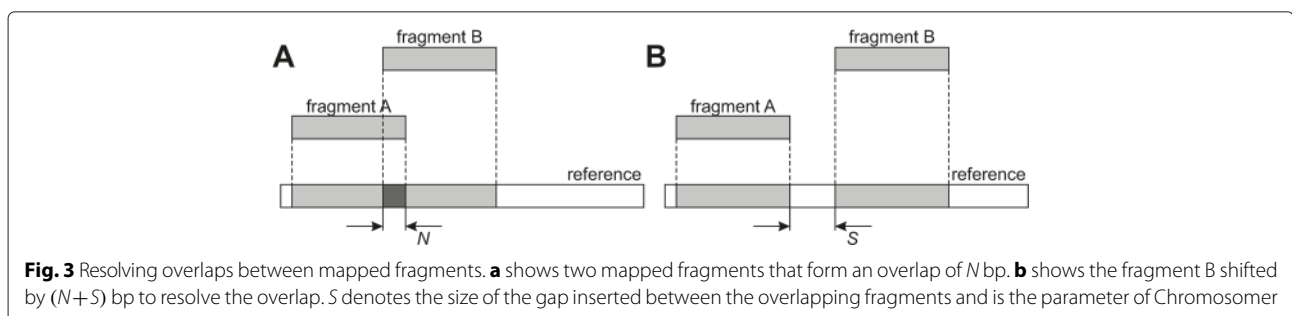 A
fragment B
fragment A
reference
N
B
fragment B
fragment A
reference
S
Fig. 3 Resolving overlaps between mapped fragments. a shows two mapped fragments that form an overlap of N bp. b shows the fragment B shifted
by (N+S) bp to resolve the overlap. S denotes the size of the gap inserted between the overlapping fragments and is the parameter of Chromosomer